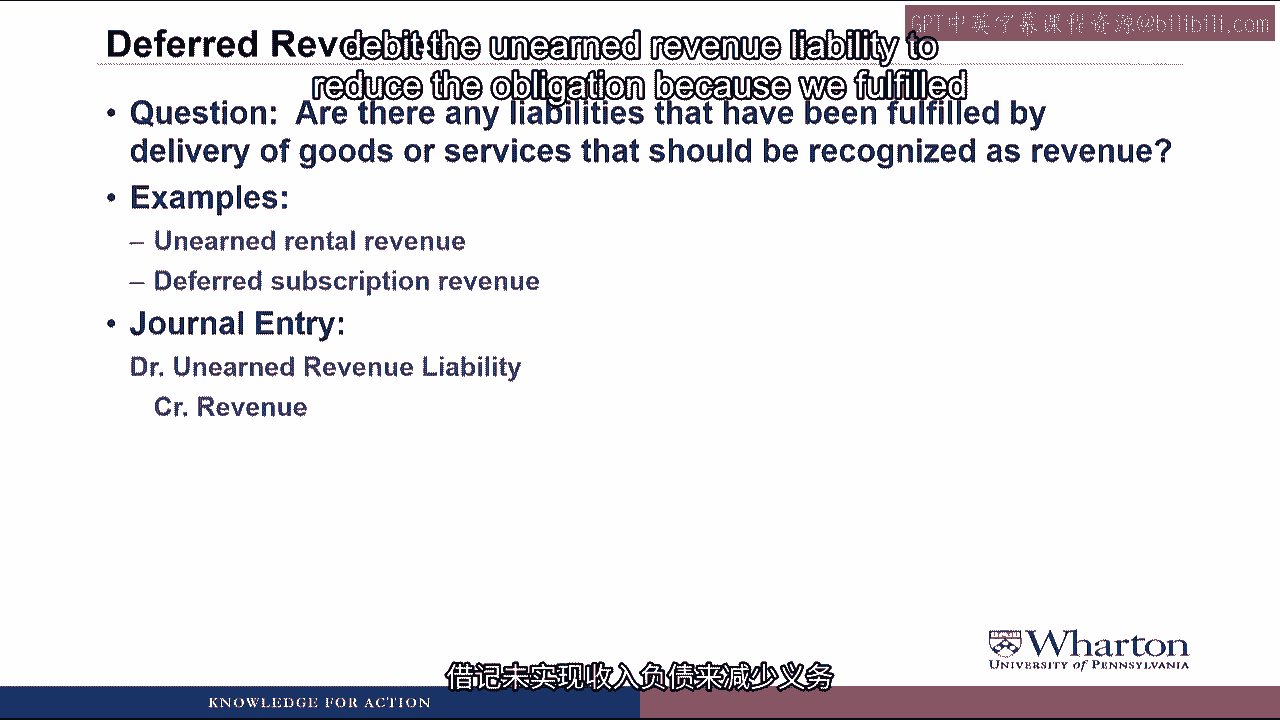 GPT中英字幕课程资源@bilibili.com
debit the unearned revenue liability to
reduce the obligation because we fulfilled
• Question: Are there any liabilities that have been fulfilled by
delivery of goods or services that should be recognized as revenue?
• Examples:
– Unearned rental revenue
– Deferred subscription revenue
• Journal Entry:
Dr. Unearned Revenue Liability
Cr. Revenue
Wharton
UNIVERSITY of PENNSYLVANIA
借记未实现收入负债来减少义务
KNOWLEDGE FOR ACTION